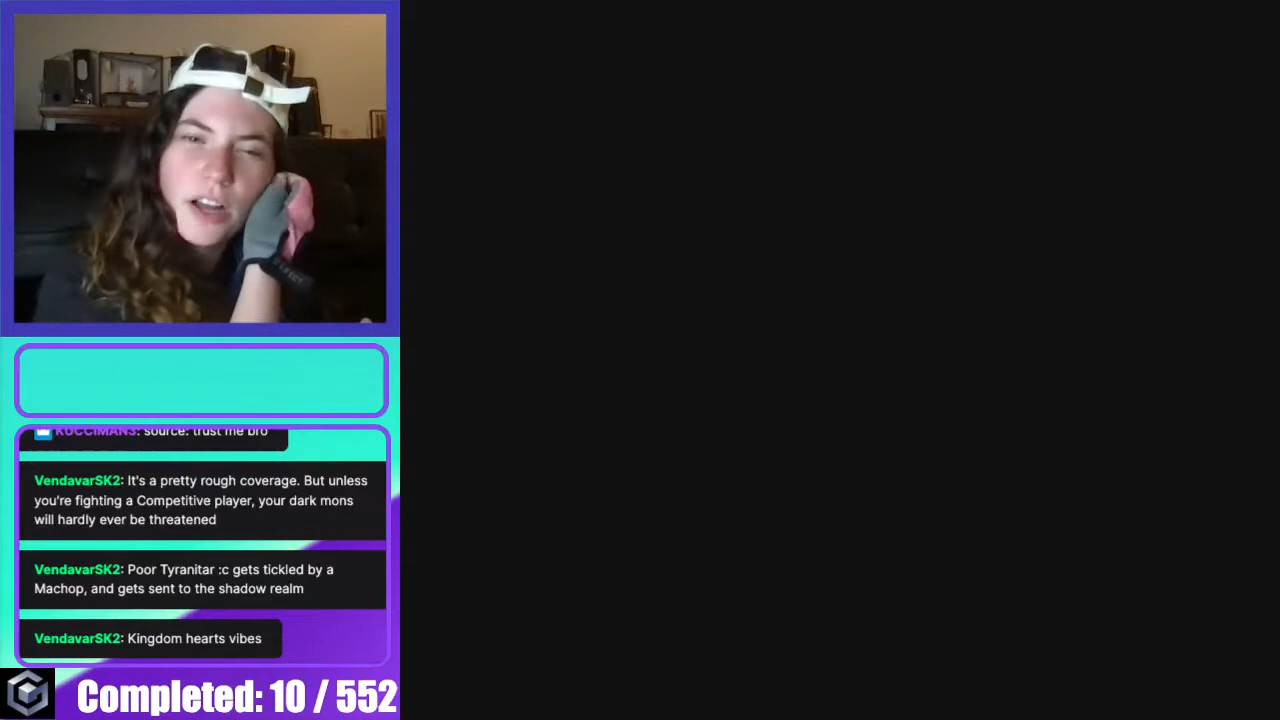 KUCCIMAN3: source: trust me bro
VendavarSK2: It's a pretty rough coverage. But unless
you're fighting a Competitive player, your dark mons
will hardly ever be threatened
VendavarSK2: Poor Tyranitar :c gets tickled by a
Machop, and gets sent to the shadow realm
VendavarSK2: Kingdom hearts vibes
Completed: 10 / 552